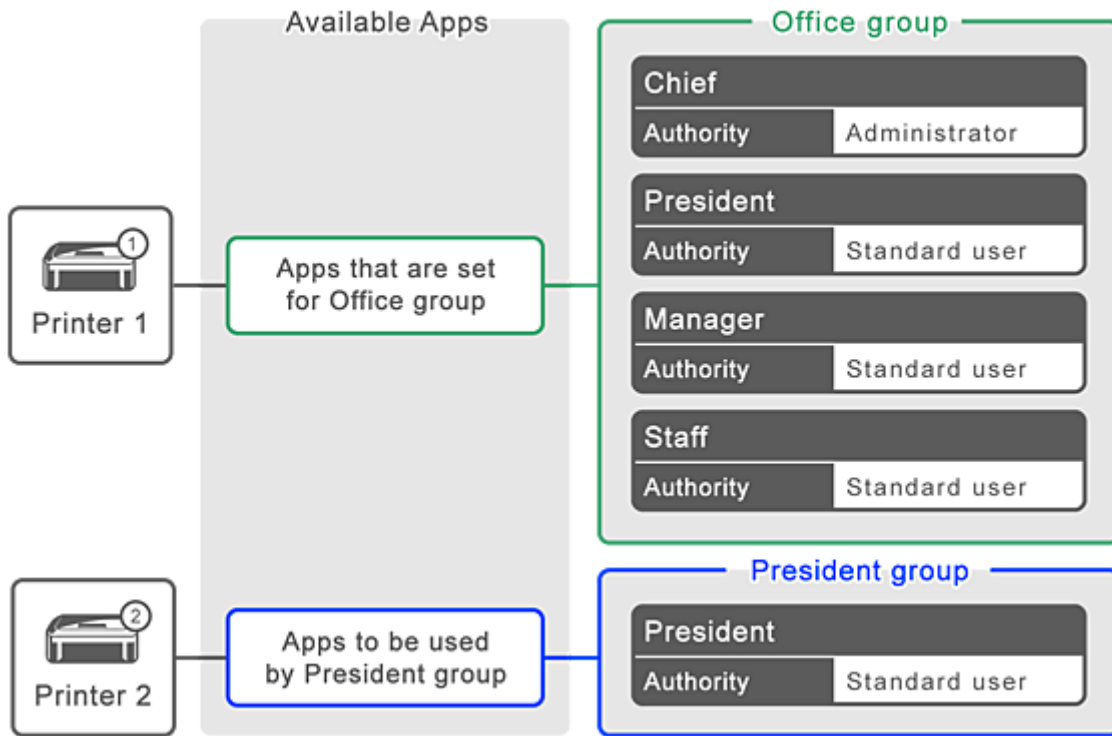 Available Apps
Office group
Chief
Authority Administrator
President
Authority Standard user
Manager
Authority Standard user
Staff
Authority Standard user
1
Printer 1
Apps that are set
for Office group
President group
President
Authority Standard user
2
Printer 2
Apps to be used
by President group